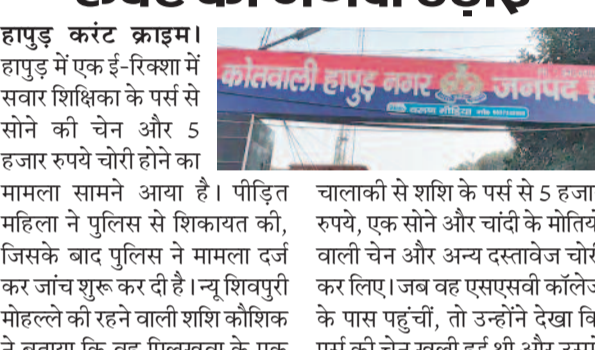 हापुड़ करंट क्राइम।
हापुड़ में एक ई-रिक्शा में
सवार शिक्षिका के पर्स से
सोने की चेन और 5
हजार रुपये चोरी होने का
मामला सामने आया है। पीड़ित
महिला ने पुलिस से शिकायत की,
जिसके बाद पुलिस ने मामला दर्ज
कर जांच शुरू कर दी है। न्यू शिवपुरी
मोहल्ले की रहने वाली शशि कौशिक
कोतवाली हापुड़ नगर जनपद
चालाकी से शशि के पर्स से 5 हजा
रुपये, एक सोने और चांदी के मोतियों
वाली चेन और अन्य दस्तावेज चोरी
कर लिए। जब वह एसएसवी कॉलेज
के पास पहुंचीं, तो उन्होंने देखा कि